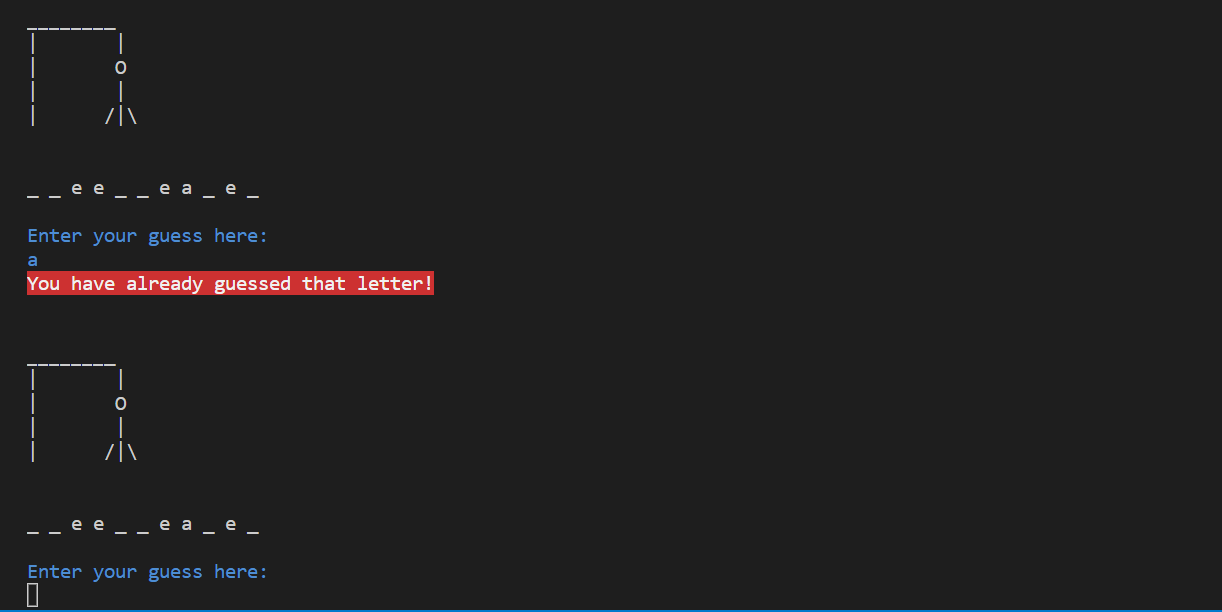 ________
|       |
|       O
|       |
|      /|\
_ _ e e _ _ e a _ e _
Enter your guess here:
a
You have already guessed that letter!
________
|       |
|       O
|       |
|      /|\
_ _ e e _ _ e a _ e _
Enter your guess here: